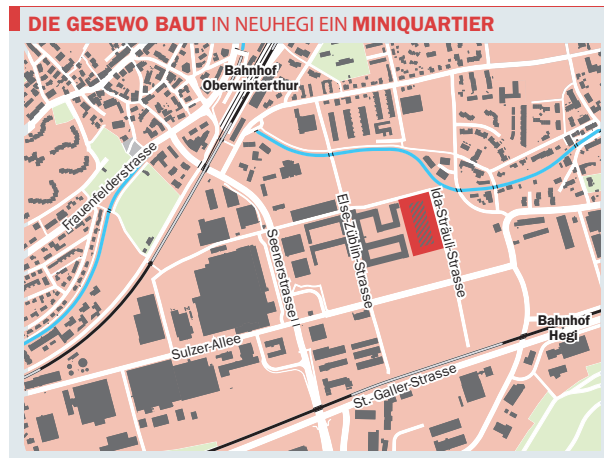 DIE GESEWO BAUT IN NEUHEGI EIN MINIQUARTIER
Bahnhof
Oberwinterthur
Frauenfelderstrasse
Seenerstrasse
Else-Züblin-Strasse
Ida-Sträuli-Strasse
Sulzer-Allee
Bahnhof
Hegi
St.-Galler-Strasse